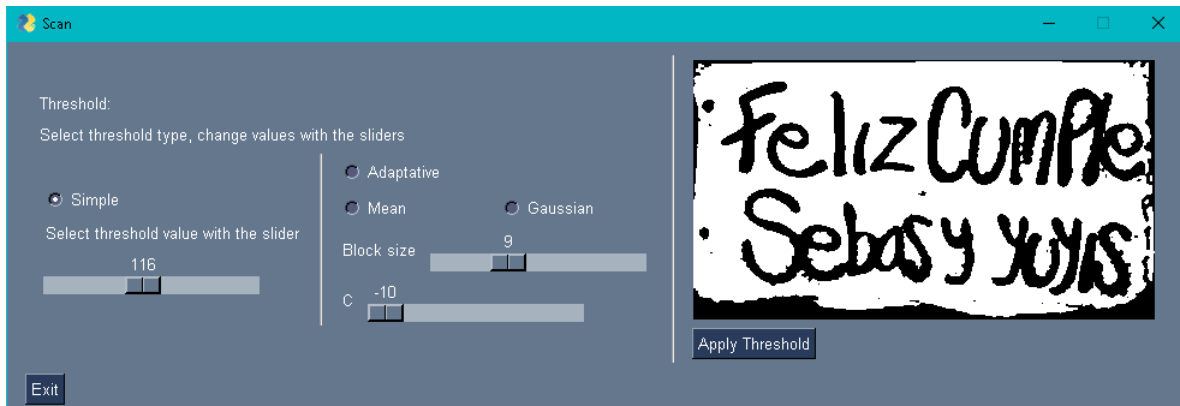 Scan
Threshold:
Select threshold type, change values with the sliders
Simple
Select threshold value with the slider
116
Adaptative
Mean
Gaussian
Block size
9
C
-10
Feliz Cumple
Sebas y yuyis
Apply Threshold
Exit